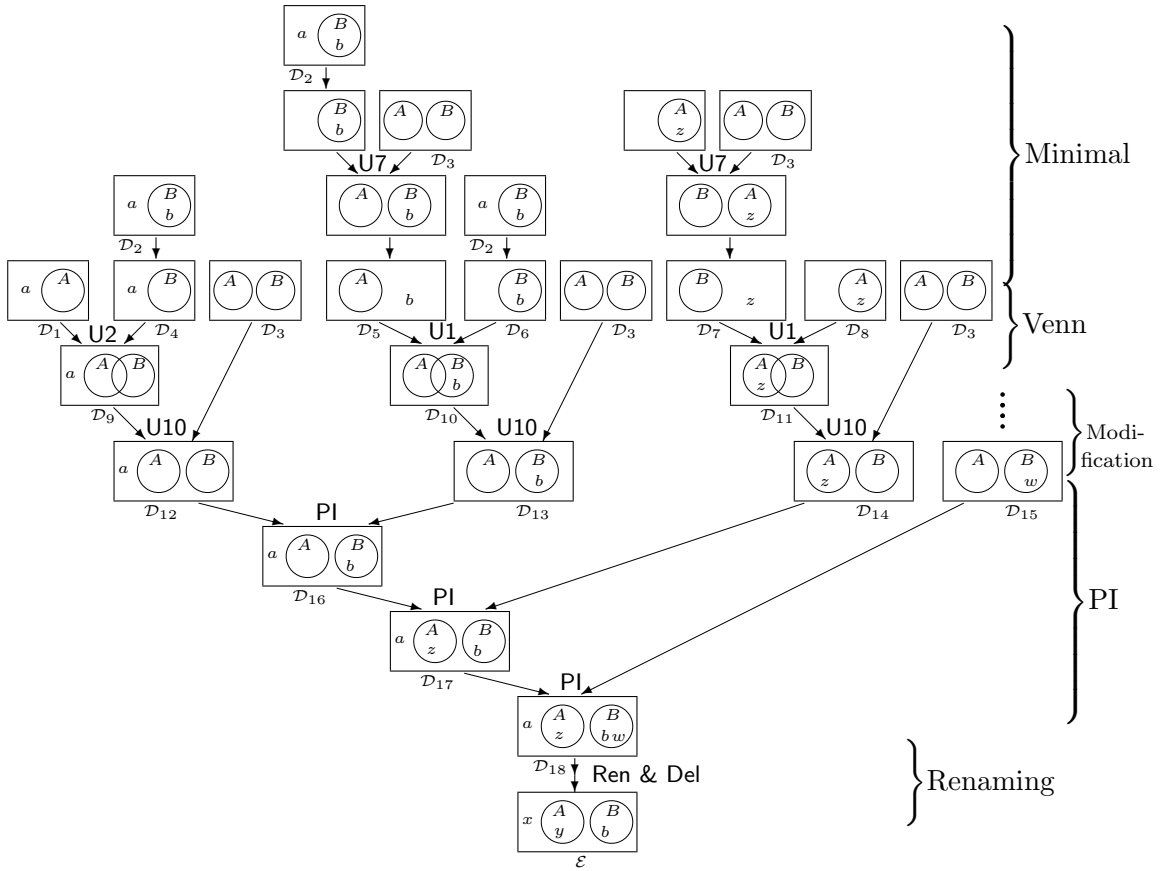 a B b
𝒟2
B b A B A z A B
U7 𝒟3 U7 𝒟3
Minimal
a B b A B b a B b B A z
𝒟2 𝒟2
a A a B b A B A b B b A B B z A z A B
𝒟1 U2 𝒟4 𝒟3 𝒟5 U1 𝒟6 𝒟3 𝒟7 U1 𝒟8 𝒟3
Venn
a A B A B b A z B
𝒟9 U10 𝒟10 U10 𝒟11 U10
Modi-
fication
a A B A B b A z B A B w
𝒟12 PI 𝒟13 𝒟14 𝒟15
a A B b
𝒟16 PI
PI
a A z B b
𝒟17 PI
a A z B b w
𝒟18 Ren & Del
Renaming
x A y B b
ℰ